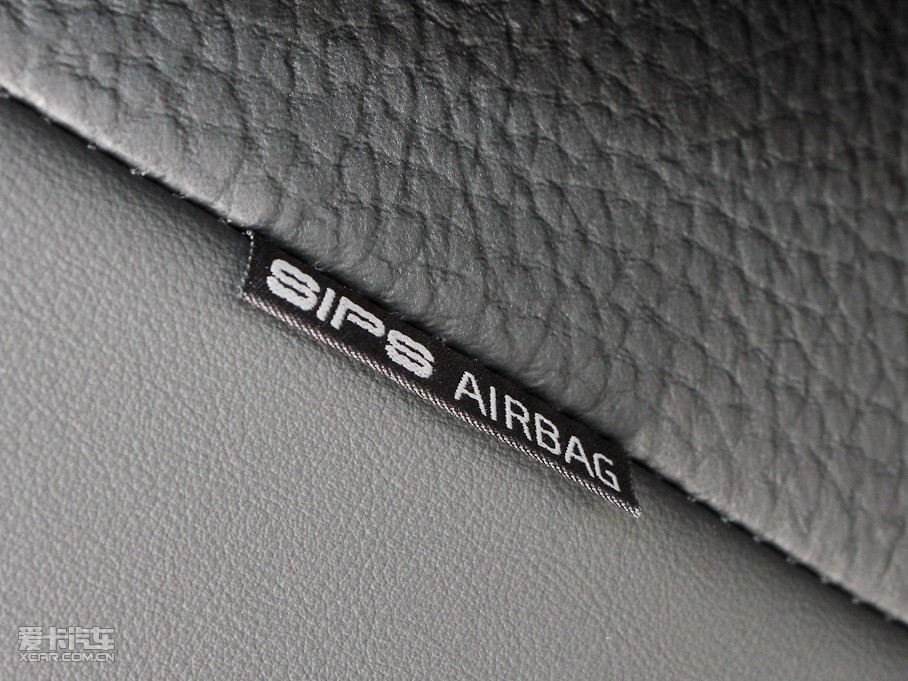 SIPS AIRBAG
爱卡汽车
XCAR.COM.CN